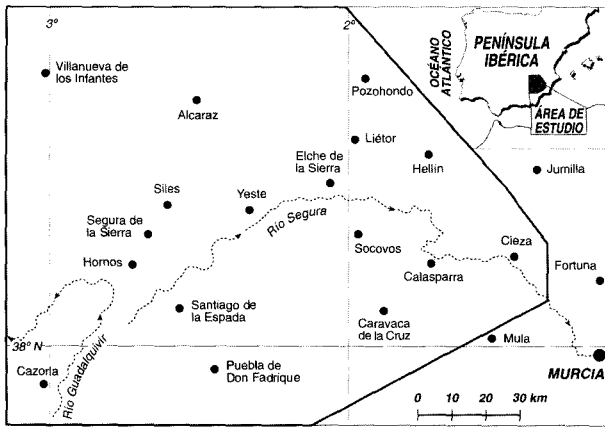 3°
2°
OCÉANO
ATLÁNTICO
PENÍNSULA
IBÉRICA
ÁREA DE
ESTUDIO
Villanueva de
los Infantes
Alcaraz
Pozohondo
Liétor
Elche de
la Sierra
Hellín
Jumilla
Siles
Yeste
Río Segura
Segura de
la Sierra
Socovos
Cieza
Hornos
Calasparra
Fortuna
Santiago de
la Espada
Caravaca
de la Cruz
38° N
Mula
Cazorla
Río Guadalquivir
Puebla de
Don Fadrique
MURCIA
0 10 20 30 km